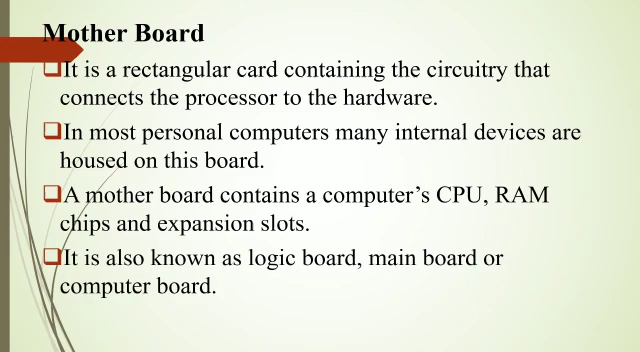 Mother Board
❑It is a rectangular card containing the circuitry that
connects the processor to the hardware.
❑In most personal computers many internal devices are
housed on this board.
❑A mother board contains a computer’s CPU, RAM
chips and expansion slots.
❑It is also known as logic board, main board or
computer board.